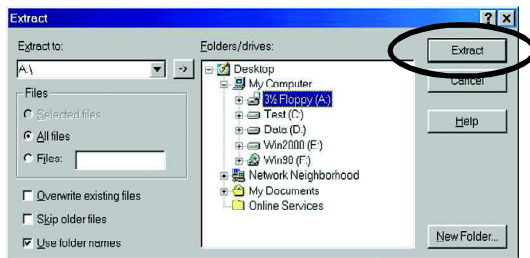 Extract
Extract to:
A:\
Files
Selected files
All files
Files:
Overwrite existing files
Skip older files
Use folder names
Folders/drives:
Desktop
My Computer
3½ Floppy (A:)
Test (C:)
Data (D:)
Win2000 (E:)
Win98 (F:)
Network Neighborhood
My Documents
Online Services
Extract
Cancel
Help
New Folder...